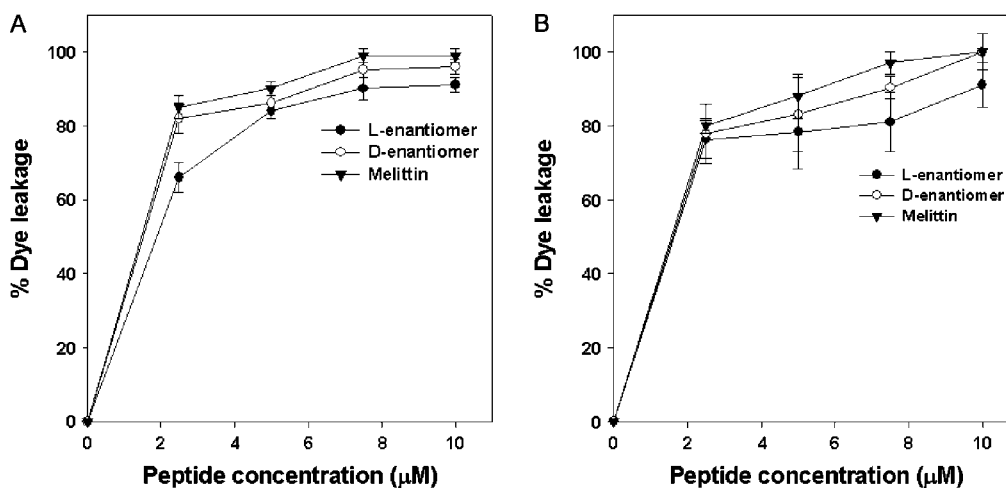 A
% Dye leakage
100
80
60
40
20
0
0 2 4 6 8 10
Peptide concentration (μM)
L-enantiomer
D-enantiomer
Melittin
B
% Dye leakage
100
80
60
40
20
0
0 2 4 6 8 10
Peptide concentration (μM)
L-enantiomer
D-enantiomer
Melittin